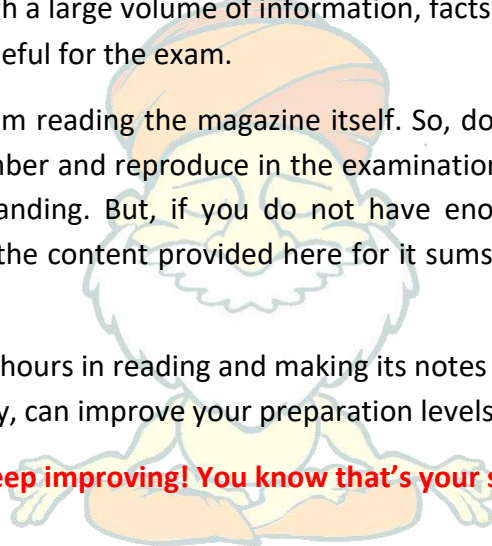 h a large volume of information, facts
eful for the exam.
m reading the magazine itself. So, do
nber and reproduce in the examination
anding. But, if you do not have eno
the content provided here for it sums
hours in reading and making its notes
y, can improve your preparation levels
eep improving! You know that's your s